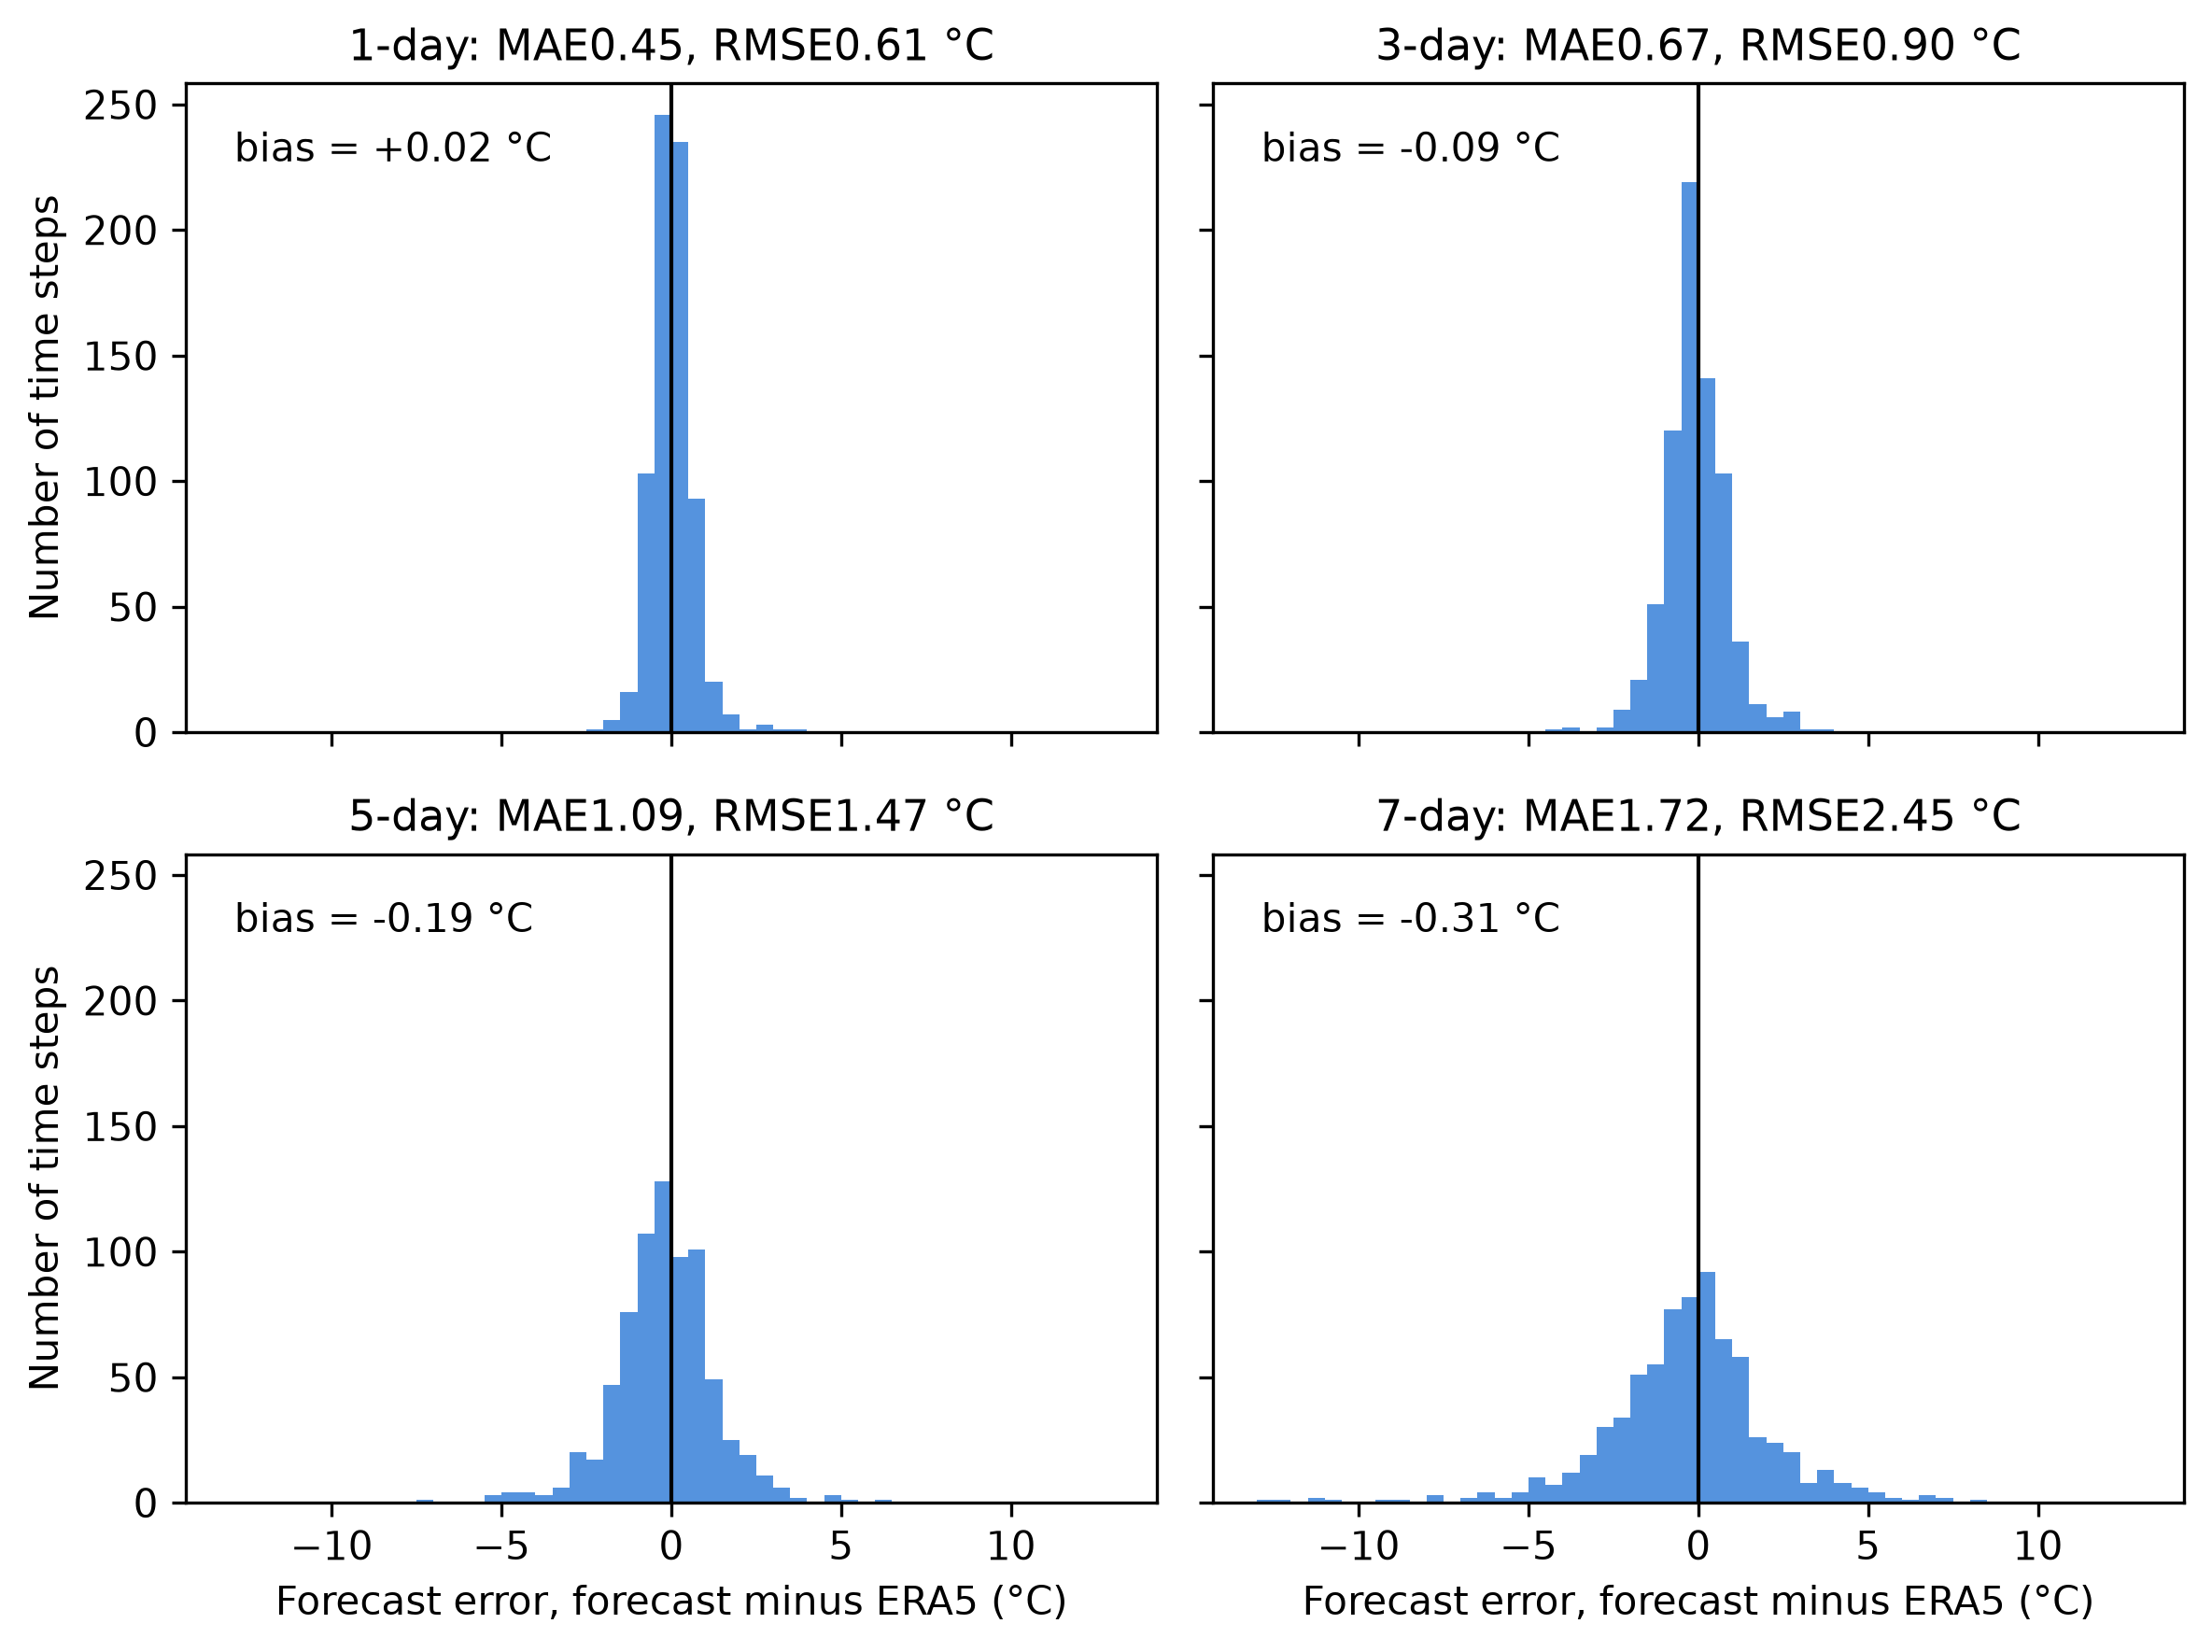 1-day: MAE0.45, RMSE0.61 °C
250
200
150
100
50
0
Number of time steps
bias = +0.02 °C
3-day: MAE0.67, RMSE0.90 °C
bias = -0.09 °C
5-day: MAE1.09, RMSE1.47 °C
250
200
150
100
50
0
Number of time steps
bias = -0.19 °C
−10 −5 0 5 10
Forecast error, forecast minus ERA5 (°C)
7-day: MAE1.72, RMSE2.45 °C
bias = -0.31 °C
−10 −5 0 5 10
Forecast error, forecast minus ERA5 (°C)